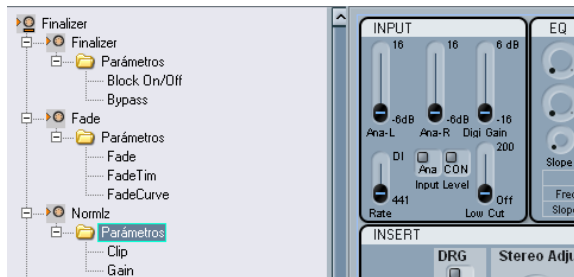 Finalizer
Finalizer
Parámetros
Block On/Off
Bypass
Fade
Parámetros
Fade
FadeTim
FadeCurve
Normlz
Parámetros
Clip
Gain
INPUT
16 16 6 dB
-6dB -6dB -16
Ana-L Ana-R Digi Gain
DI 200
Ana CON
Input Level
441 Off
Rate Low Cut
EQ
Slope
Freq
Slop
INSERT
DRG Stereo Adju